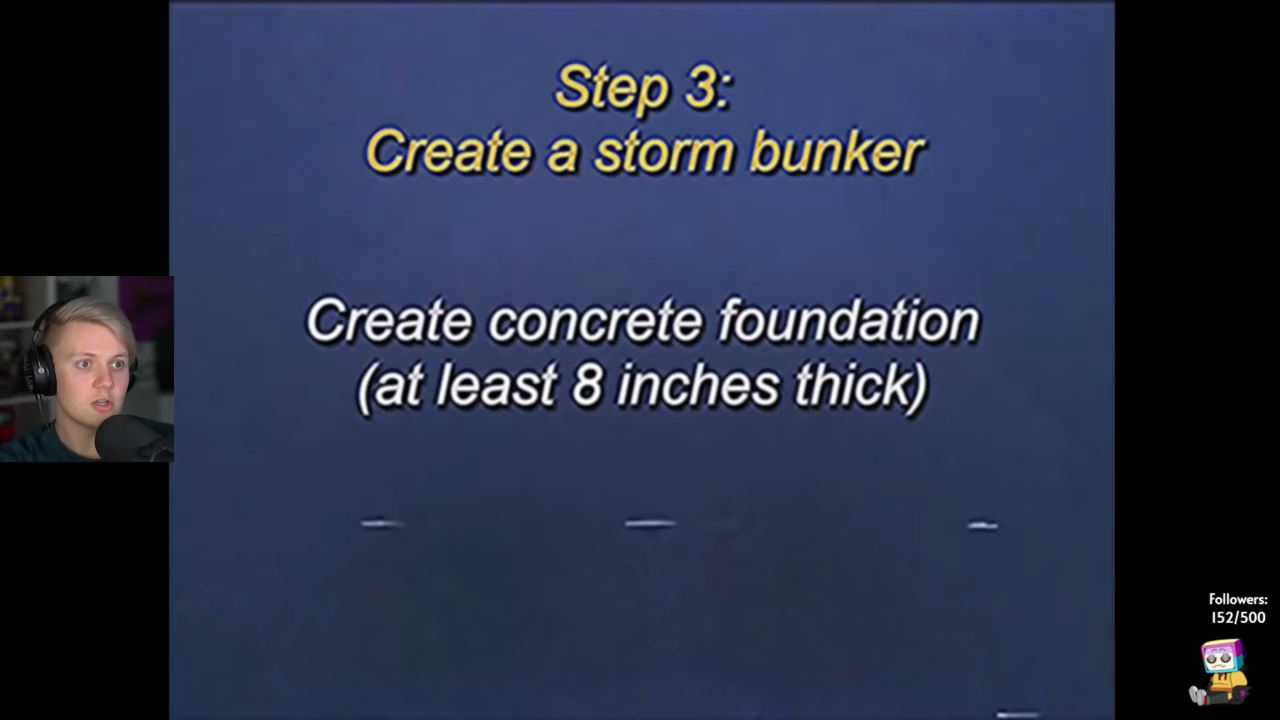 Step 3:
Create a storm bunker
Create concrete foundation
(at least 8 inches thick)
Followers:
152/500